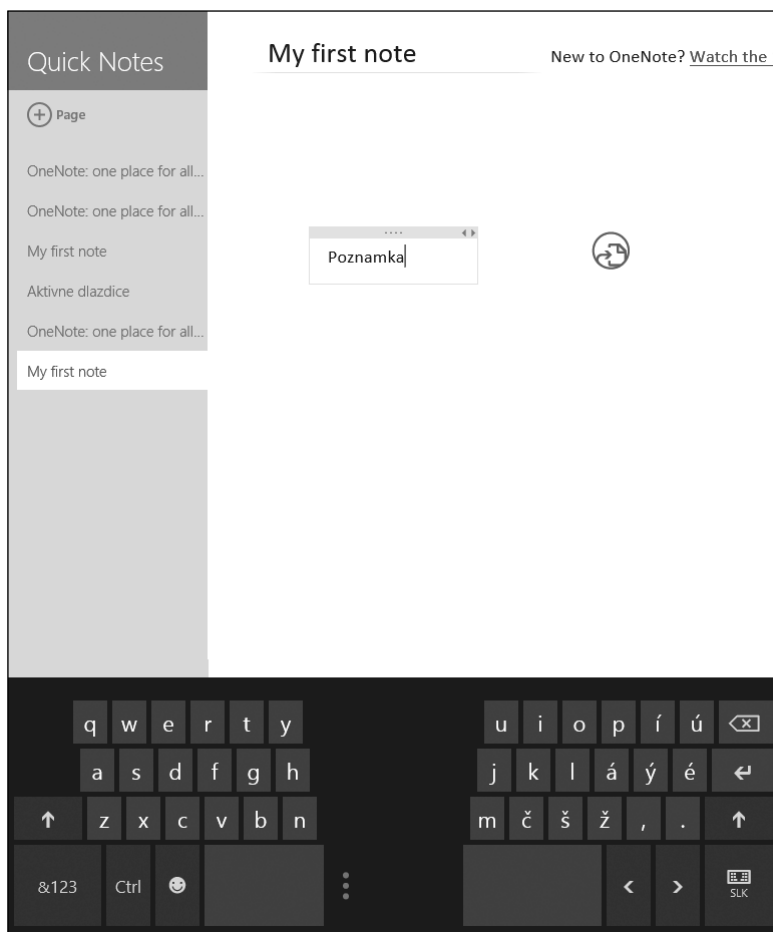 Quick Notes
My first note
New to OneNote? Watch the
Page
OneNote: one place for all...
OneNote: one place for all...
My first note
Aktivne dlazdice
OneNote: one place for all...
My first note
Poznamka
q w e r t y u i o p í ú
a s d f g h j k l á ý é
z x c v b n m č š ž , .
&123 Ctrl < > SLK